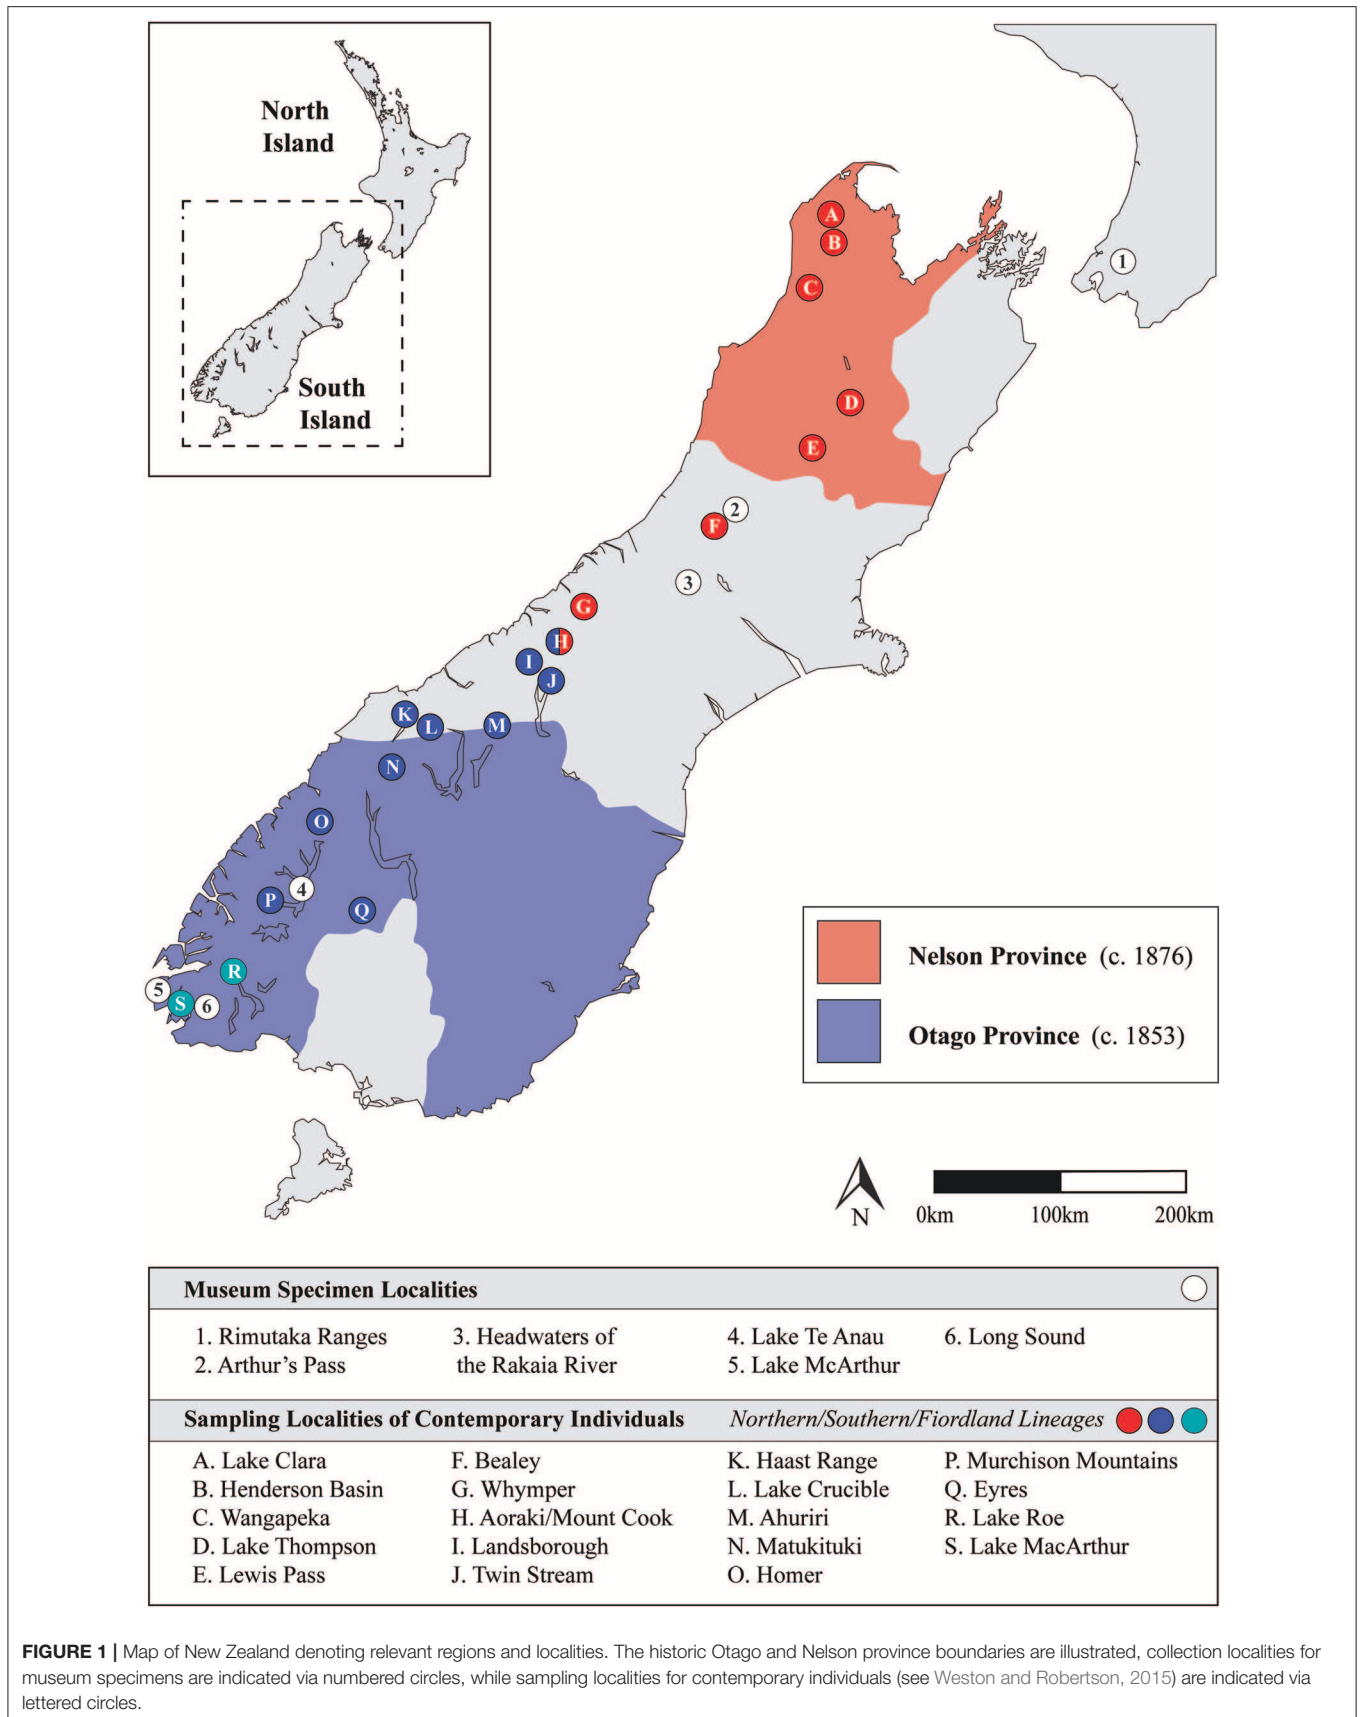 North
Island
South
Island
A
B
1
C
D
E
2
F
3
G
H
I
J
K
L
M
N
O
4
P
Q
R
5
S
6
Nelson Province (c. 1876)
Otago Province (c. 1853)
N
0km 100km 200km
Museum Specimen Localities
1. Rimutaka Ranges 3. Headwaters of 4. Lake Te Anau 6. Long Sound
2. Arthur's Pass the Rakaia River 5. Lake McArthur
Sampling Localities of Contemporary Individuals Northern/Southern/Fiordland Lineages
A. Lake Clara F. Bealey K. Haast Range P. Murchison Mountains
B. Henderson Basin G. Whymper L. Lake Crucible Q. Eyres
C. Wangapeka H. Aoraki/Mount Cook M. Ahuriri R. Lake Roe
D. Lake Thompson I. Landsborough N. Matukituki S. Lake MacArthur
E. Lewis Pass J. Twin Stream O. Homer
FIGURE 1 | Map of New Zealand denoting relevant regions and localities. The historic Otago and Nelson province boundaries are illustrated, collection localities for
museum specimens are indicated via numbered circles, while sampling localities for contemporary individuals (see Weston and Robertson, 2015) are indicated via
lettered circles.